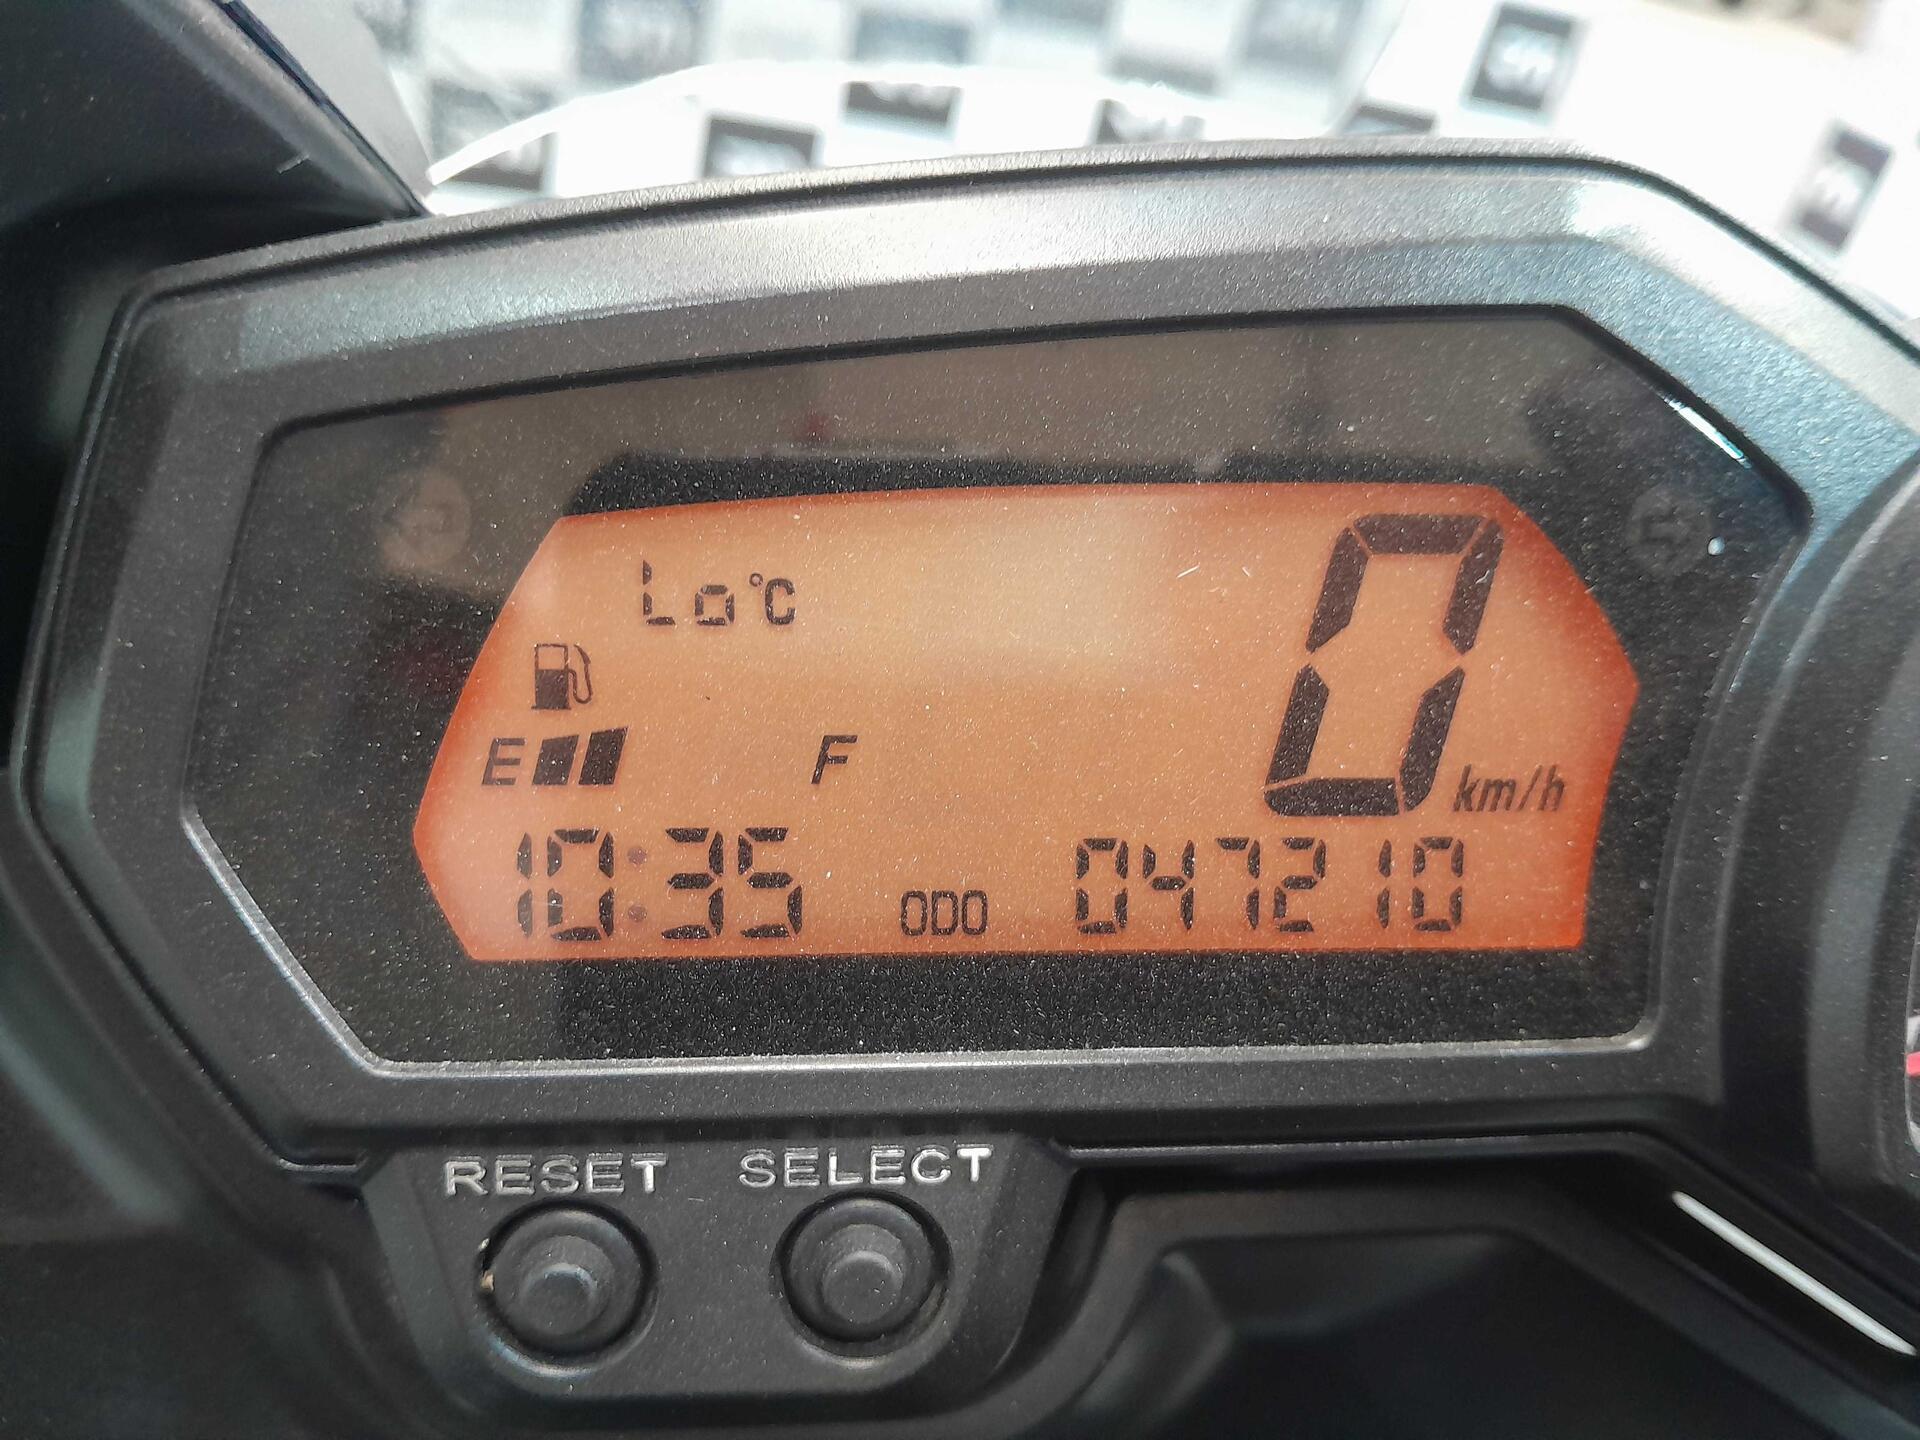 Lo°C
0 km/h
E F
10:35 ODO 047210
RESET SELECT